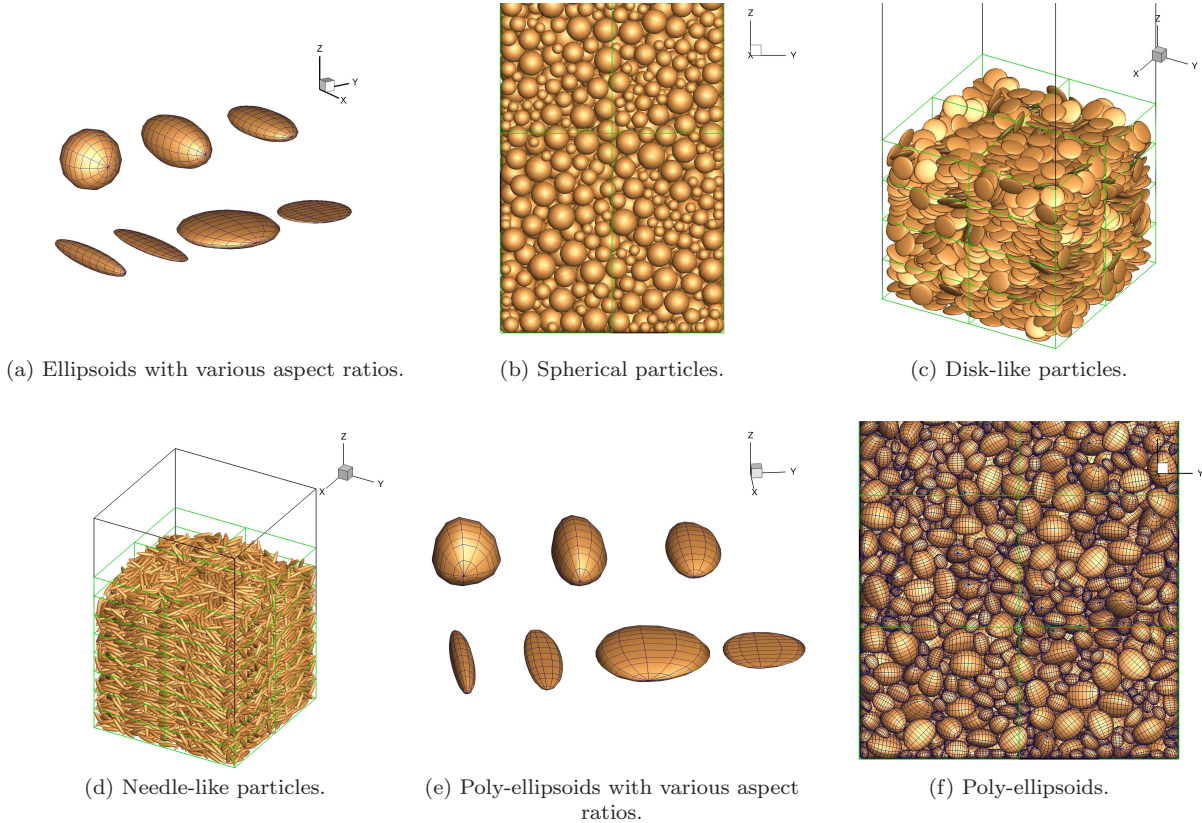 Z
Y
X
Z
X
Y
Z
X
Y
(a) Ellipsoids with various aspect ratios.
(b) Spherical particles.
(c) Disk-like particles.
Z
X
Y
Z
Y
X
Z
Y
(d) Needle-like particles.
(e) Poly-ellipsoids with various aspect
ratios.
(f) Poly-ellipsoids.